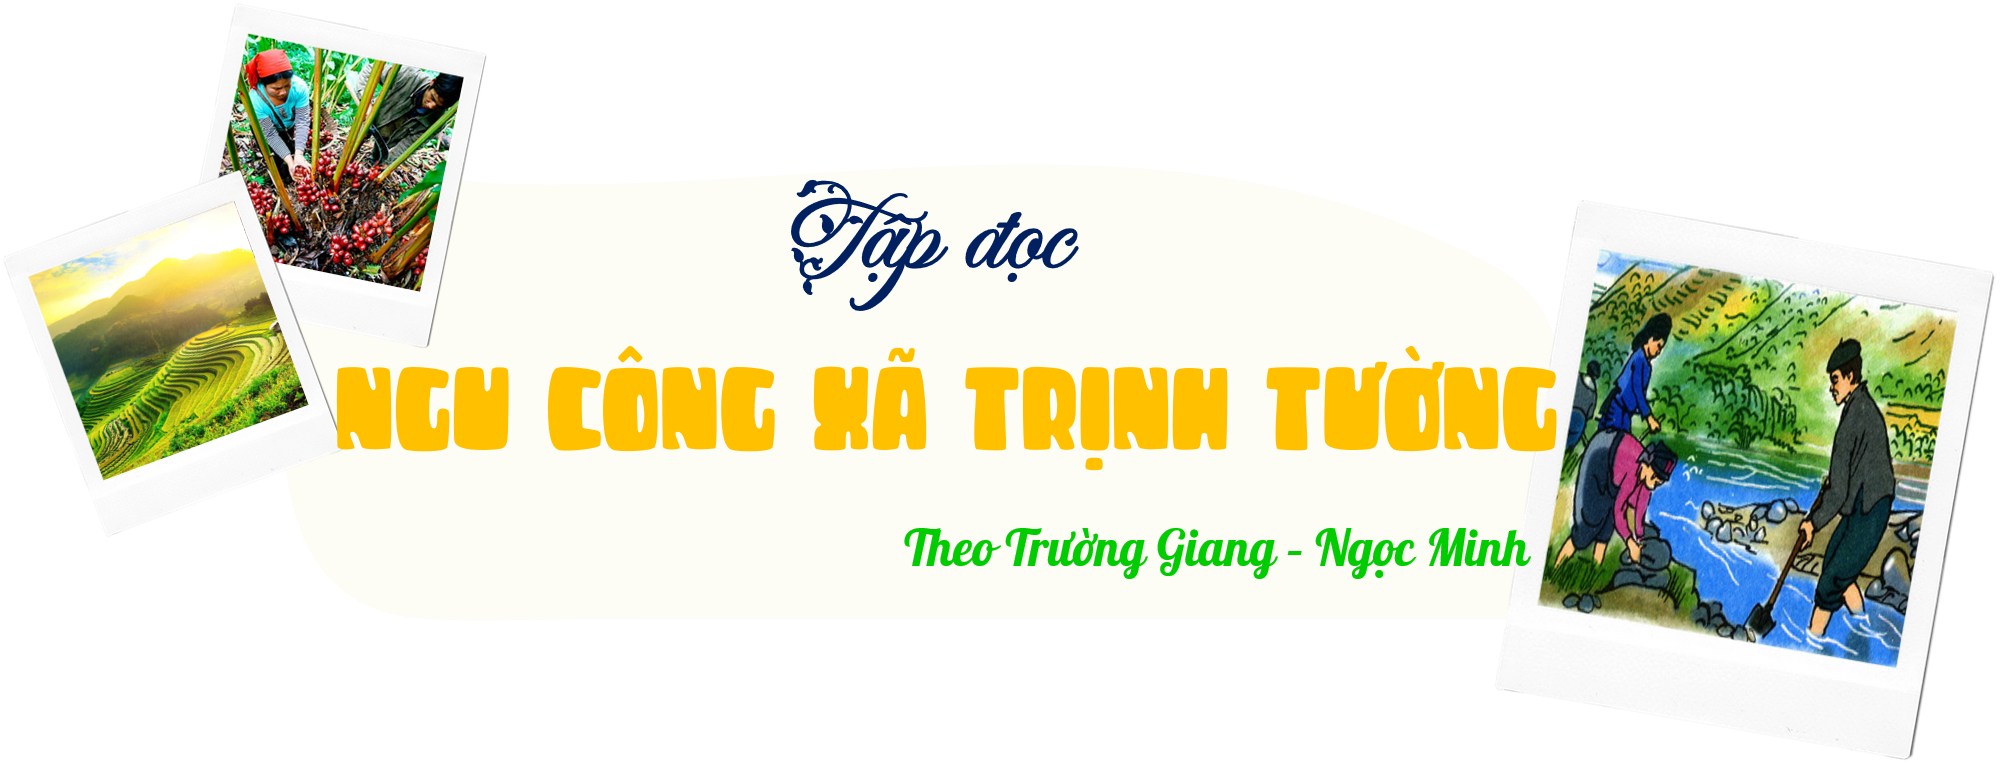 Tập đọc
NGU CÔNG XÃ TRỊNH TƯỜNG
Theo Trường Giang – Ngọc Minh